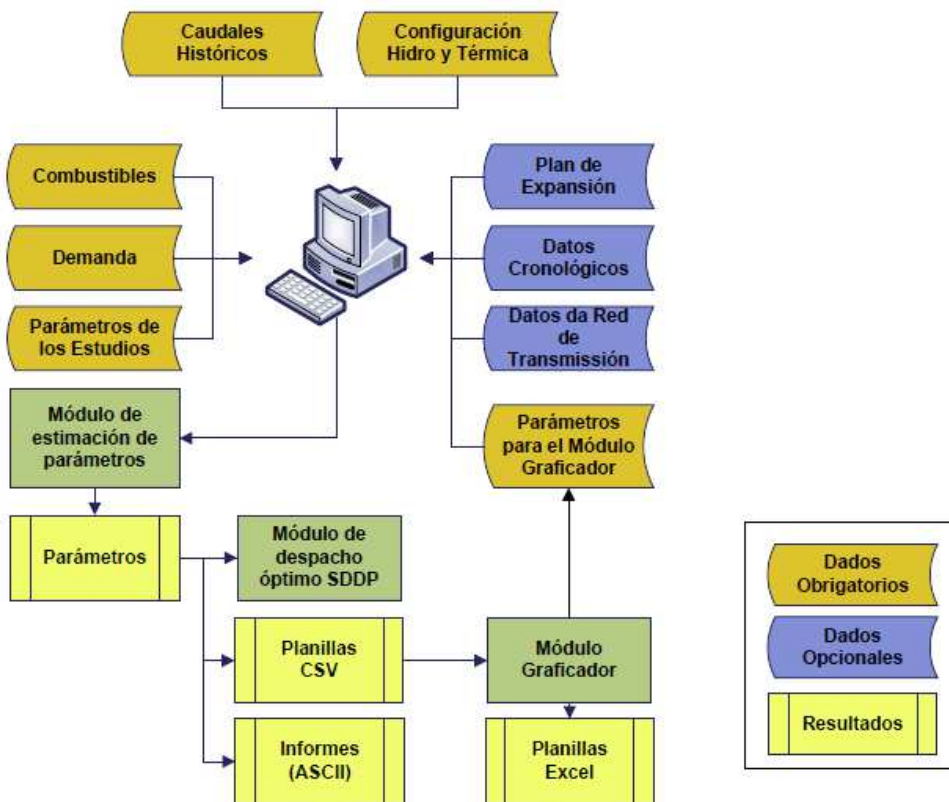 Caudales
Históricos
Configuración
Hidro y Térmica
Combustibles
Demanda
Parámetros de
los Estudios
Plan de
Expansión
Datos
Cronológicos
Datos da Red
de
Transmissión
Parámetros
para el Módulo
Graficador
Módulo de
estimación de
parámetros
Parámetros
Módulo de
despacho
óptimo SDDP
Planillas
CSV
Informes
(ASCII)
Módulo
Graficador
Planillas
Excel
Dados
Obrigatorios
Dados
Opcionales
Resultados